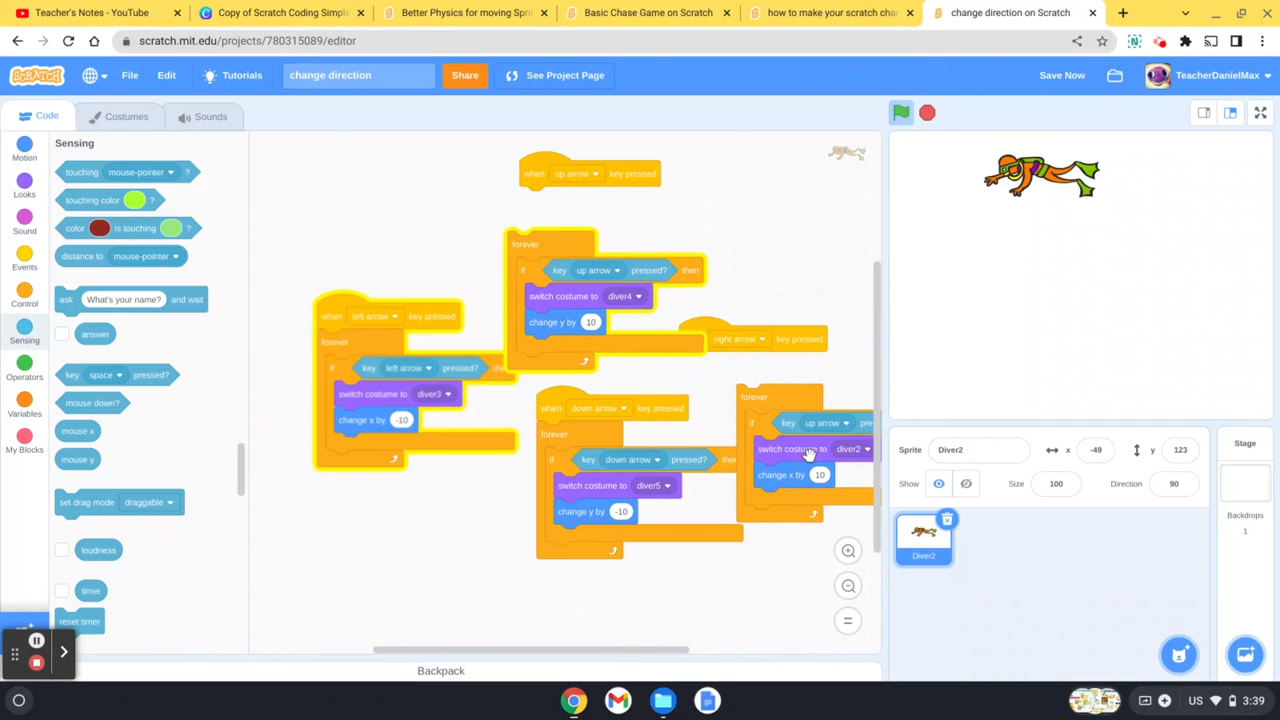 Teacher's Notes - YouTube
Copy of Scratch Coding Simple
Better Physics for moving Sprit
Basic Chase Game on Scratch
how to make your scratch cha
change direction on Scratch
scratch.mit.edu/projects/780315089/editor
SCRATCH
File
Edit
Tutorials
change direction
Share
See Project Page
Save Now
TeacherDanielMax
Code
Costumes
Sounds
Motion
Looks
Sound
Events
Control
Sensing
Operators
Variables
My Blocks
Sensing
touching mouse-pointer ?
touching color ?
color is touching ?
distance to mouse-pointer
ask What's your name? and wait
answer
key space pressed?
mouse down?
mouse x
mouse y
set drag mode draggable
loudness
timer
reset timer
when up arrow key pressed
forever
if key up arrow pressed? then
switch costume to diver4
change y by 10
when left arrow key pressed
forever
if key left arrow pressed? the
switch costume to diver3
change x by -10
right arrow key pressed
when down arrow key pressed
forever
if key down arrow pressed? then
switch costume to diver5
change y by -10
forever
if key up arrow pre
switch costume to diver2
change x by 10
Backpack
Sprite Diver2 x -49 y 123
Show Size 100 Direction 90
Diver2
Stage
Backdrops
1
US 3:39